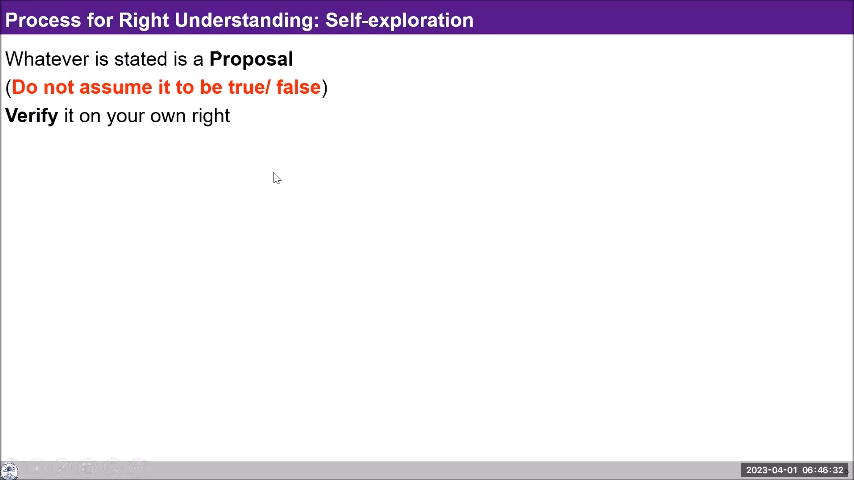 Process for Right Understanding: Self-exploration
Whatever is stated is a Proposal
(Do not assume it to be true/ false)
Verify it on your own right
2023-04-01 06:46:32